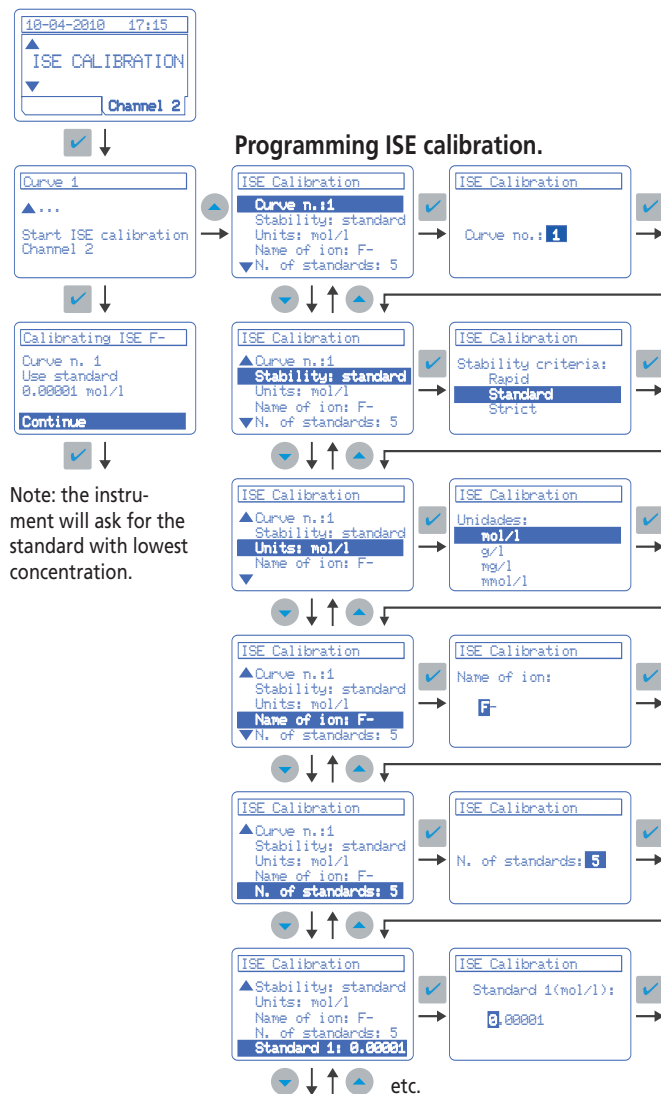 10-04-2010 17:15
ISE CALIBRATION
Channel 2
Programming ISE calibration.
Curve 1
...
Start ISE calibration
Channel 2
ISE Calibration
Curve n.:1
Stability: standard
Units: mol/l
Name of ion: F-
N. of standards: 5
ISE Calibration
Curve no.: 1
Calibrating ISE F-
Curve n. 1
Use standard
0.00001 mol/l
Continue
Note: the instru-
ment will ask for the
standard with lowest
concentration.
ISE Calibration
Curve n.:1
Stability: standard
Units: mol/l
Name of ion: F-
N. of standards: 5
ISE Calibration
Stability criteria:
Rapid
Standard
Strict
ISE Calibration
Curve n.:1
Stability: standard
Units: mol/l
Name of ion: F-
ISE Calibration
Unidades:
mol/l
g/l
mg/l
mmol/l
ISE Calibration
Curve n.:1
Stability: standard
Units: mol/l
Name of ion: F-
N. of standards: 5
ISE Calibration
Name of ion:
F-
ISE Calibration
Curve n.:1
Stability: standard
Units: mol/l
Name of ion: F-
N. of standards: 5
ISE Calibration
N. of standards: 5
ISE Calibration
Stability: standard
Units: mol/l
Name of ion: F-
N. of standards: 5
Standard 1: 0.00001
ISE Calibration
Standard 1(mol/l):
0.00001
etc.